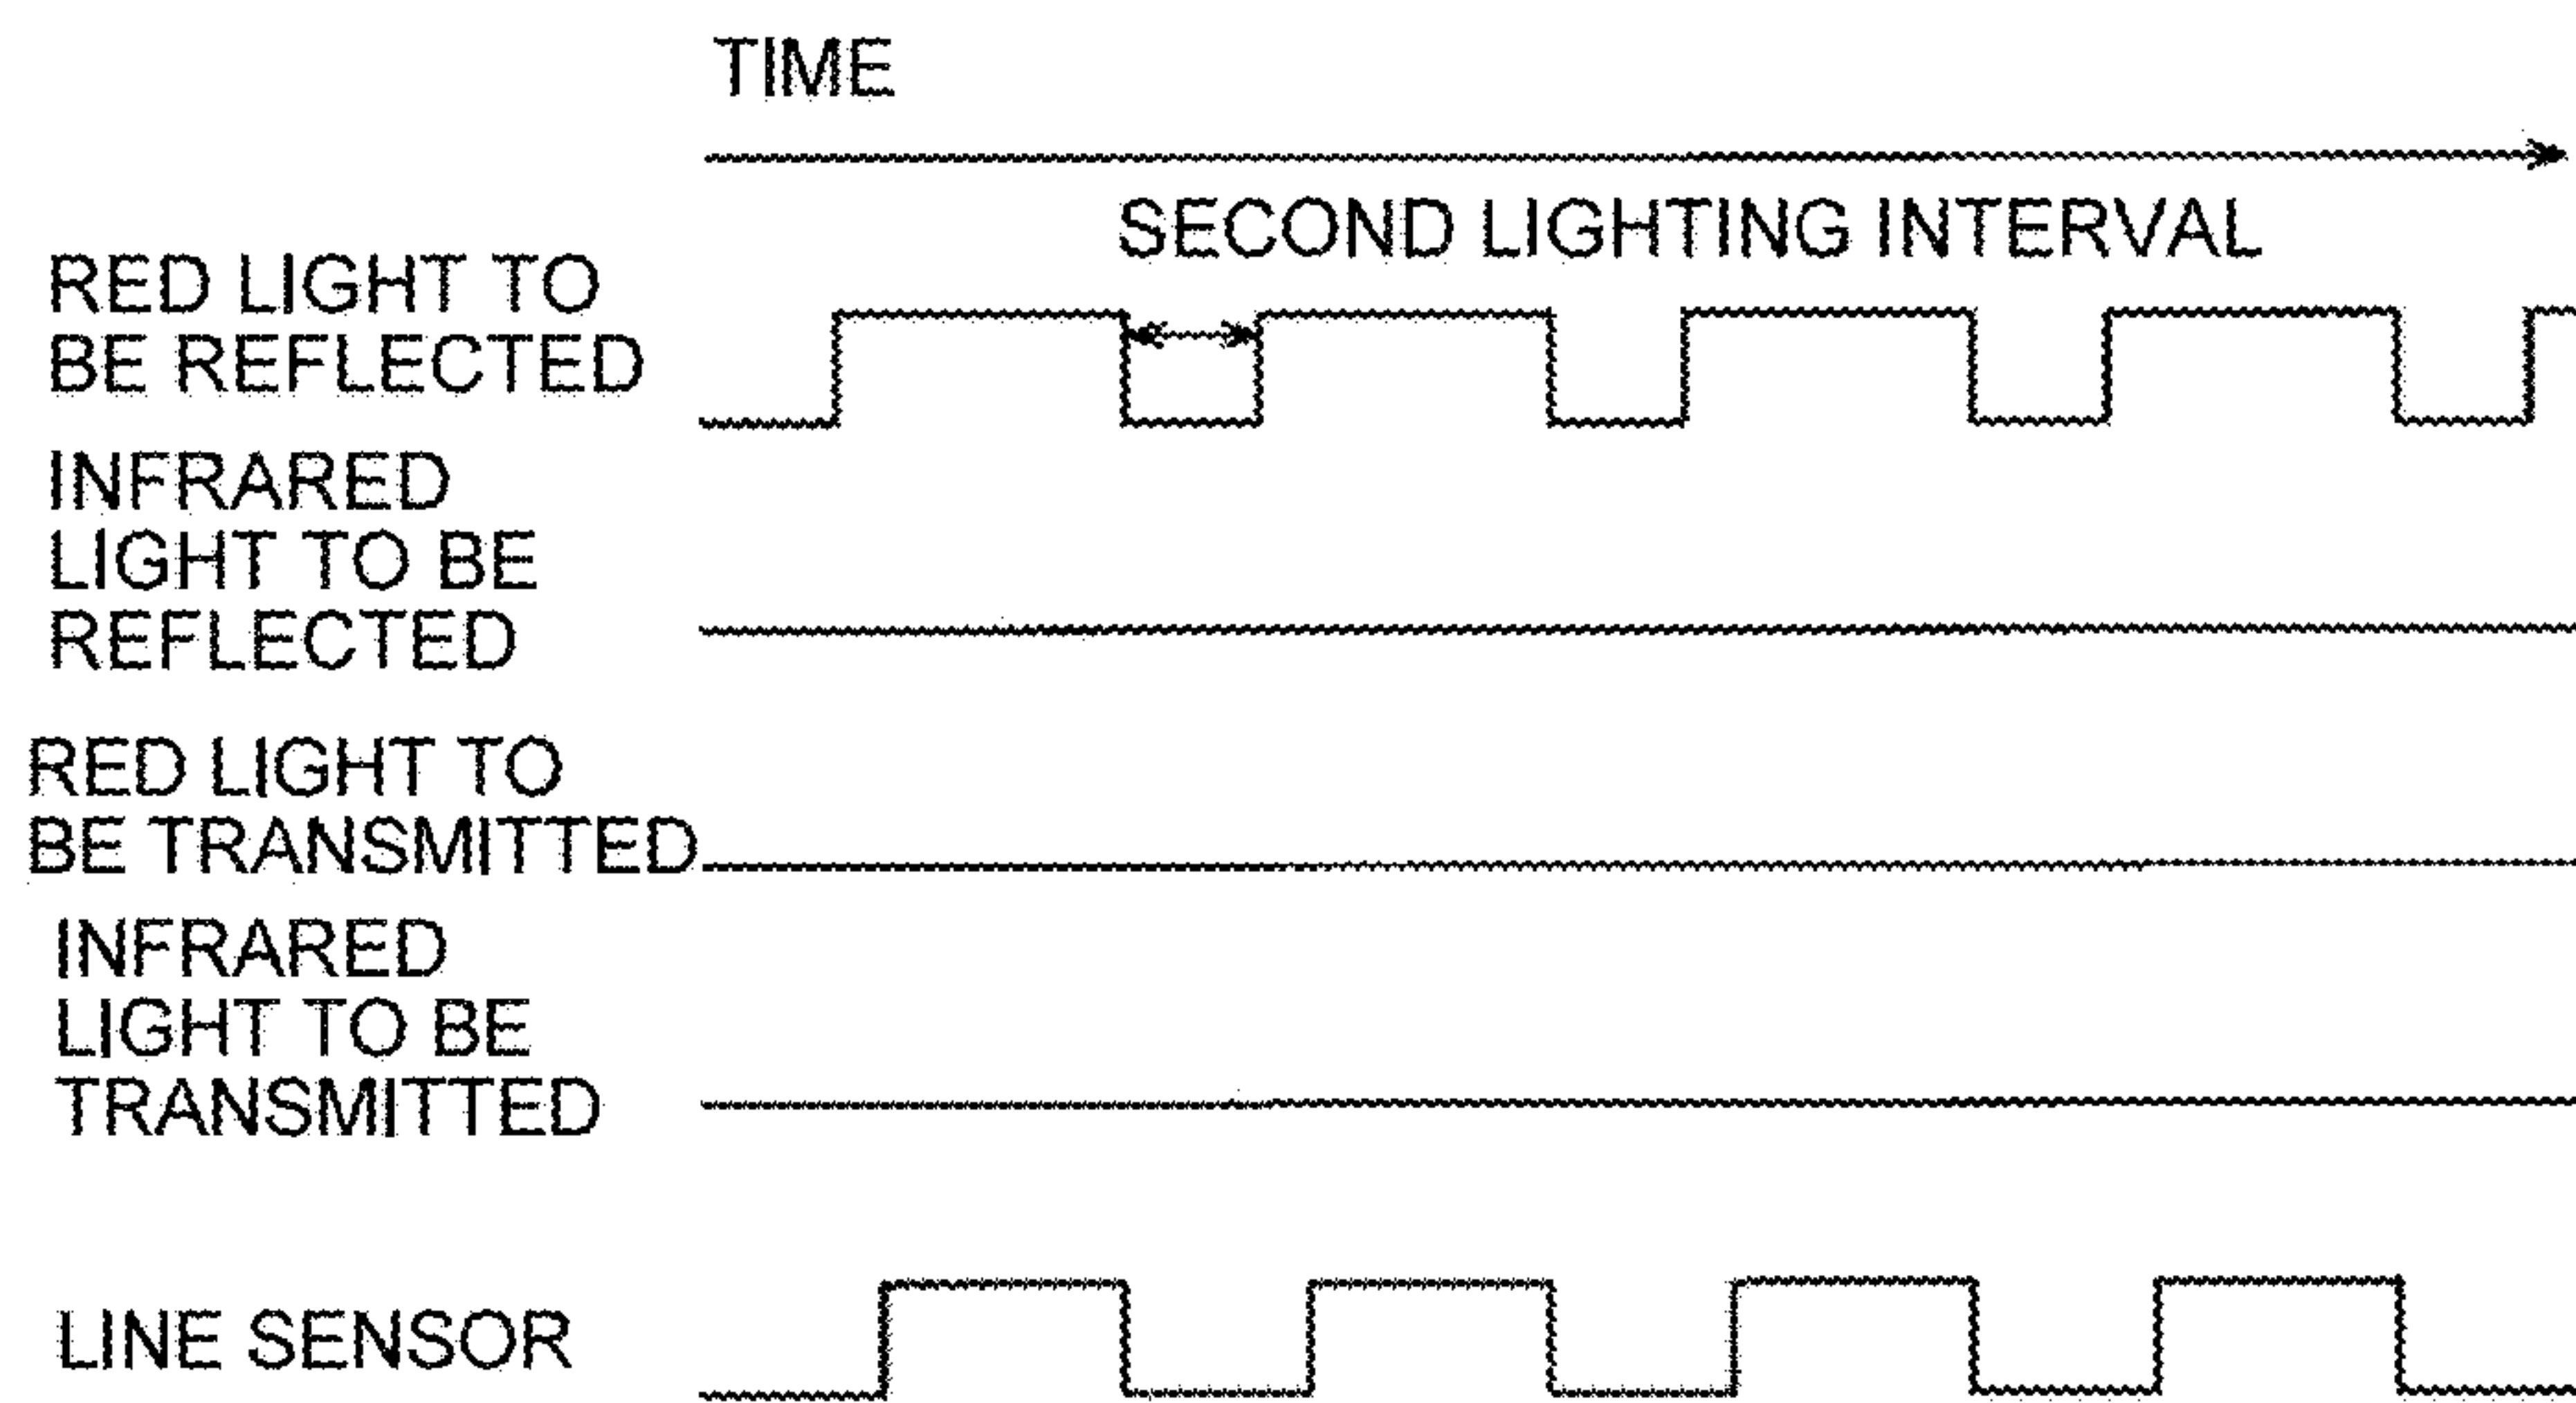 TIME
SECOND LIGHTING INTERVAL
RED LIGHT TO
BE REFLECTED
INFRARED
LIGHT TO BE
REFLECTED
RED LIGHT TO
BE TRANSMITTED
INFRARED
LIGHT TO BE
TRANSMITTED
LINE SENSOR